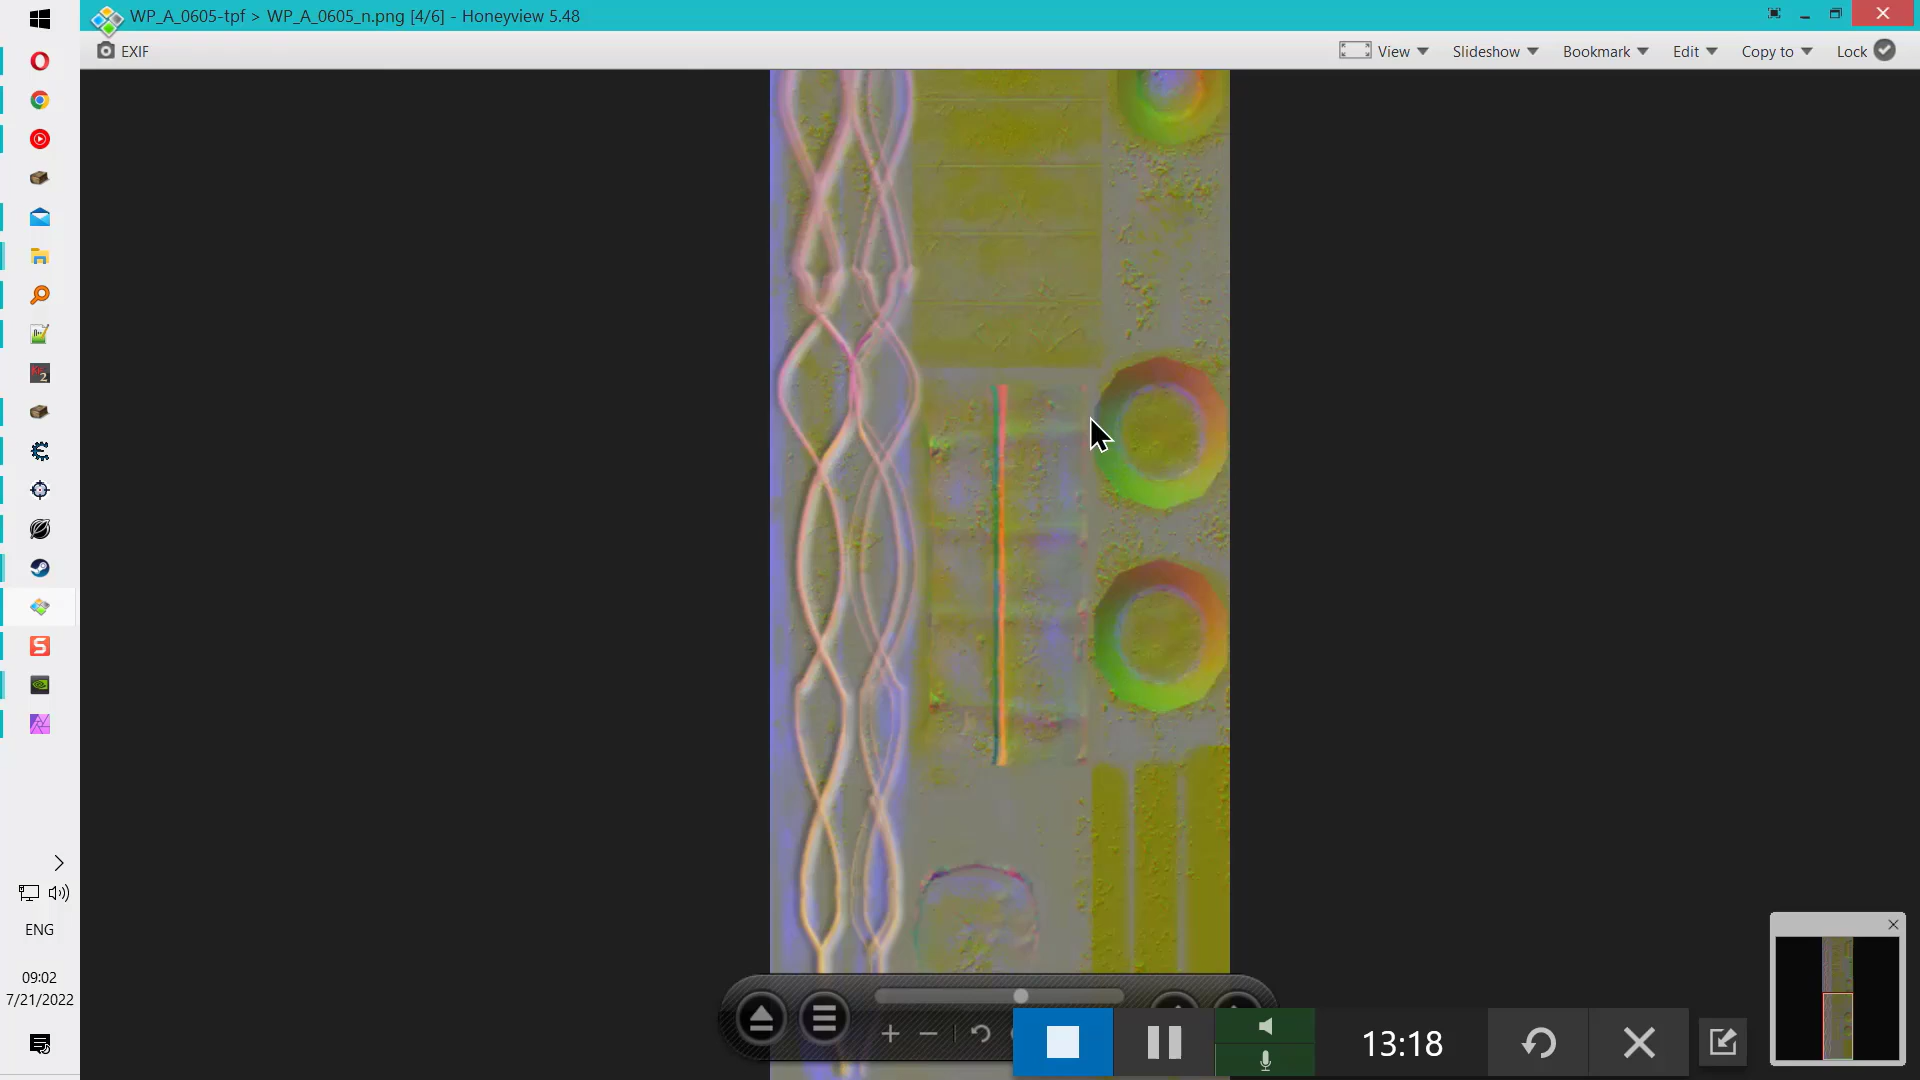 WP_A_0605-tpf > WP_A_0605_n.png [4/6] - Honeyview 5.48
EXIF
View
Slideshow
Bookmark
Edit
Copy to
Lock
2
S
ENG
09:02
7/21/2022
13:18